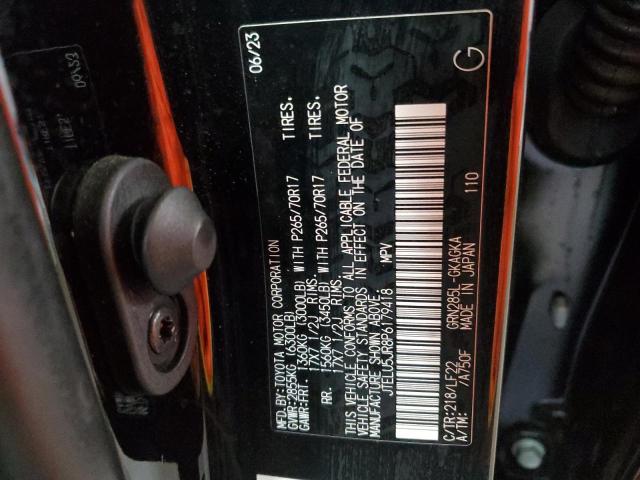 MFD.BY:TOYOTA MOTOR CORPORATION 06/23
GVWR-2855KG (6300LB)
GAWR:FRT. 1360KG (3000LB) WITH P265/70R17 TIRES.
17X7 1/2J RIMS,
RR. 1560KG (3450LB) WITH P265/70R17 TIRES.
17X7 1/2J RIMS,
THIS VEHICLE CONFORMS TO ALL APPLICABLE FEDERAL MOTOR
VEHICLE SAFETY STANDARDS IN EFFECT ON THE DATE OF
MANUFACTURE SHOWN ABOVE.
JTEEU5JR8P6179418 MPV
C/TR:218/LF22 GRN285L-GKAGKA 110
A/TM: /A750F MADE IN JAPAN
G